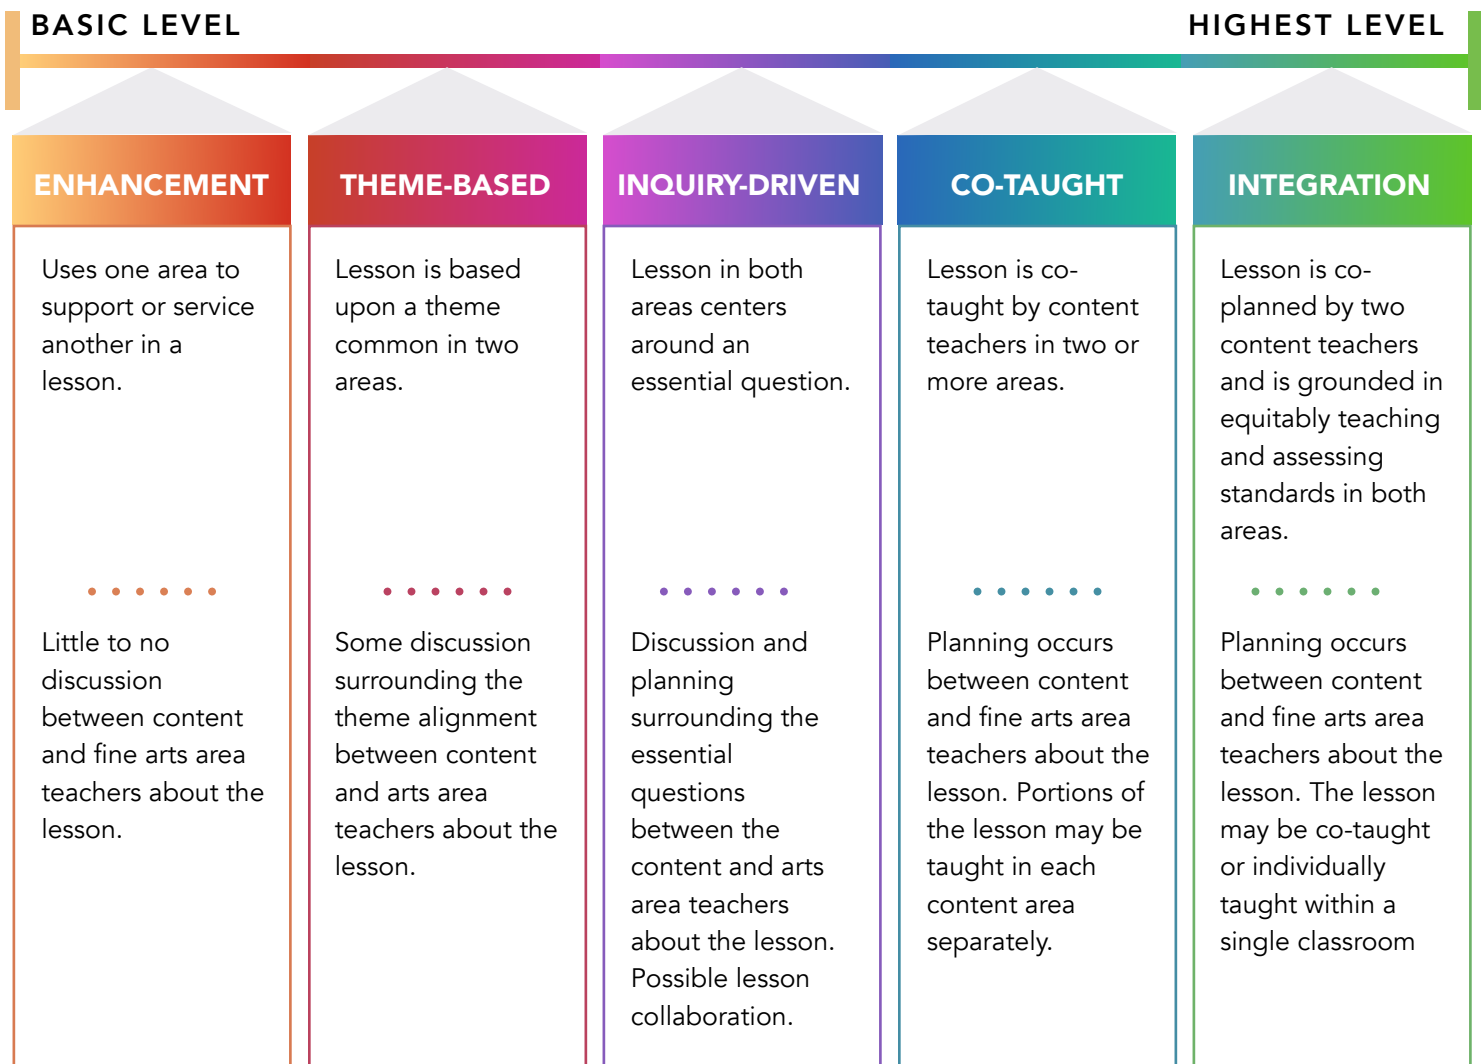 BASIC LEVEL
HIGHEST LEVEL
ENHANCEMENT
Uses one area to
support or service
another in a
lesson.
Little to no
discussion
between content
and fine arts area
teachers about the
lesson.
THEME-BASED
Lesson is based
upon a theme
common in two
areas.
Some discussion
surrounding the
theme alignment
between content
and arts area
teachers about the
lesson.
INQUIRY-DRIVEN
Lesson in both
areas centers
around an
essential question.
Discussion and
planning
surrounding the
essential
questions
between the
content and arts
area teachers
about the lesson.
Possible lesson
collaboration.
CO-TAUGHT
Lesson is co-
taught by content
teachers in two or
more areas.
Planning occurs
between content
and fine arts area
teachers about the
lesson. Portions of
the lesson may be
taught in each
content area
separately.
INTEGRATION
Lesson is co-
planned by two
content teachers
and is grounded in
equitably teaching
and assessing
standards in both
areas.
Planning occurs
between content
and fine arts area
teachers about the
lesson. The lesson
may be co-taught
or individually
taught within a
single classroom